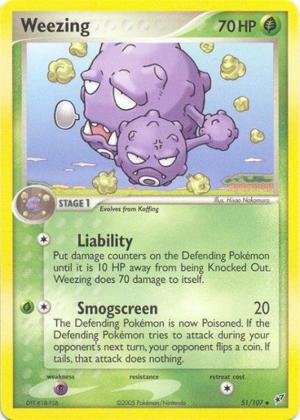 Weezing 70 HP
Illus. Hisao Nakamura
STAGE 1
Evolves from Koffing
Liability
Put damage counters on the Defending Pokémon
until it is 10 HP away from being Knocked Out.
Weezing does 70 damage to itself.
Smogscreen 20
The Defending Pokémon is now Poisoned. If the
Defending Pokémon tries to attack during your
opponent's next turn, your opponent flips a coin. If
tails, that attack does nothing.
weakness resistance retreat cost
©2005 Pokémon/Nintendo 51/107